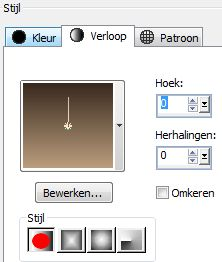 Stijl
Kleur Verloop Patroon
Hoek:
0
Herhalingen:
0
Bewerken...
Omkeren
Stijl